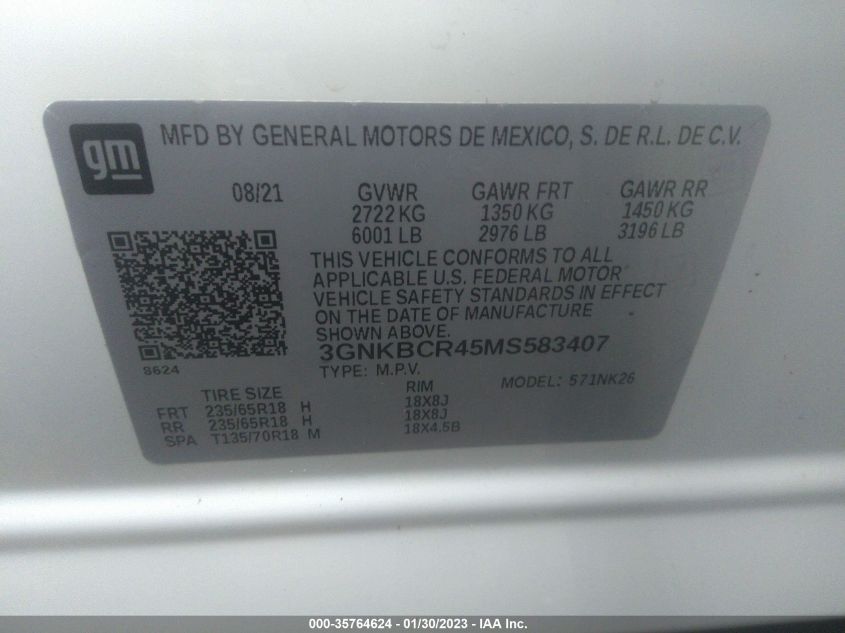 gm
MFD BY GENERAL MOTORS DE MEXICO, S. DE R.L. DE C.V.
08/21 GVWR GAWR FRT GAWR RR
2722 KG 1350 KG 1450 KG
6001 LB 2976 LB 3196 LB
THIS VEHICLE CONFORMS TO ALL
APPLICABLE U.S. FEDERAL MOTOR
VEHICLE SAFETY STANDARDS IN EFFECT
ON THE DATE OF MANUFACTURE
SHOWN ABOVE.
3GNKBCR45MS583407
8624 TYPE: M.P.V. MODEL: 571NK26
TIRE SIZE RIM
FRT 235/65R18 H 18X8J
RR 235/65R18 H 18X8J
SPA T135/70R18 M 18X4.5B
000-35764624 - 01/30/2023 - IAA Inc.